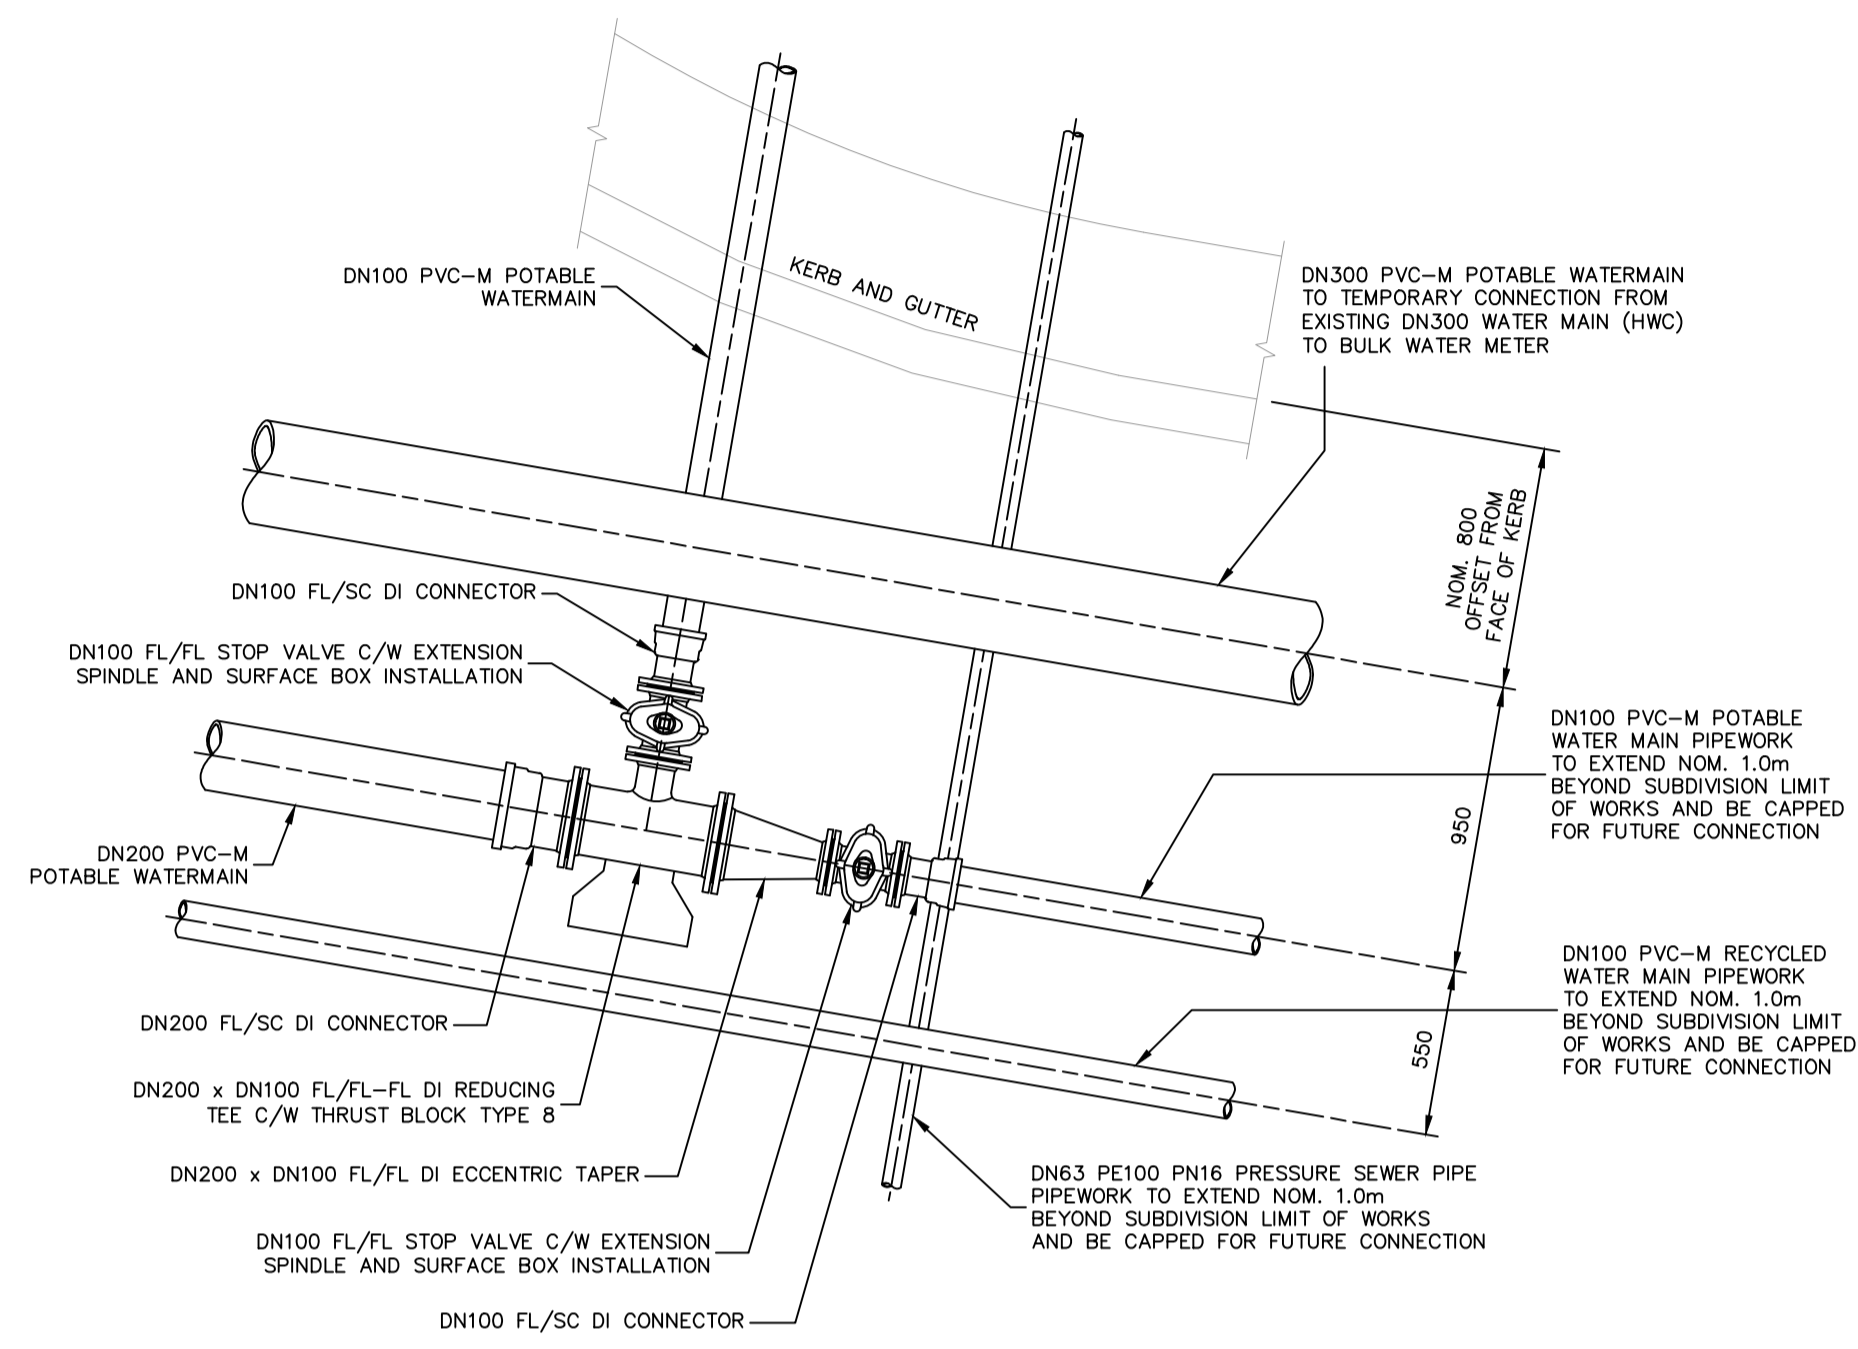 DN100 PVC-M POTABLE
WATERMAIN
KERB AND GUTTER
DN300 PVC-M POTABLE WATERMAIN
TO TEMPORARY CONNECTION FROM
EXISTING DN300 WATER MAIN (HWC)
TO BULK WATER METER
NOM. 800
OFFSET FROM
FACE OF KERB
DN100 FL/SC DI CONNECTOR
DN100 FL/FL STOP VALVE C/W EXTENSION
SPINDLE AND SURFACE BOX INSTALLATION
DN100 PVC-M POTABLE
WATER MAIN PIPEWORK
TO EXTEND NOM. 1.0m
BEYOND SUBDIVISION LIMIT
OF WORKS AND BE CAPPED
FOR FUTURE CONNECTION
950
DN200 PVC-M
POTABLE WATERMAIN
DN100 PVC-M RECYCLED
WATER MAIN PIPEWORK
TO EXTEND NOM. 1.0m
BEYOND SUBDIVISION LIMIT
OF WORKS AND BE CAPPED
FOR FUTURE CONNECTION
550
DN200 FL/SC DI CONNECTOR
DN200 x DN100 FL/FL-FL DI REDUCING
TEE C/W THRUST BLOCK TYPE 8
DN200 x DN100 FL/FL DI ECCENTRIC TAPER
DN63 PE100 PN16 PRESSURE SEWER PIPE
PIPEWORK TO EXTEND NOM. 1.0m
BEYOND SUBDIVISION LIMIT OF WORKS
AND BE CAPPED FOR FUTURE CONNECTION
DN100 FL/FL STOP VALVE C/W EXTENSION
SPINDLE AND SURFACE BOX INSTALLATION
DN100 FL/SC DI CONNECTOR